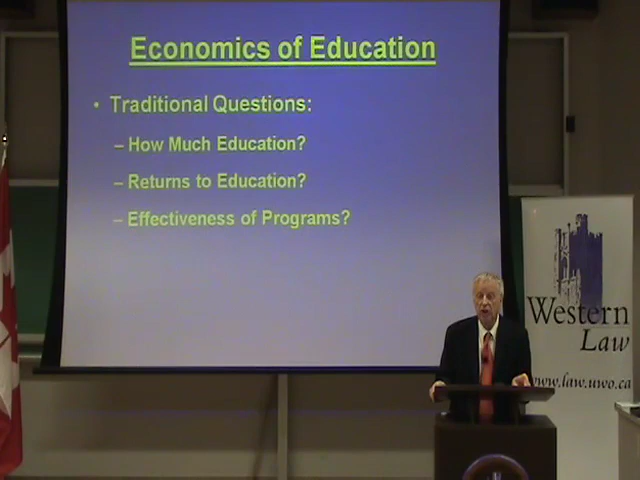 Economics of Education
• Traditional Questions:
– How Much Education?
– Returns to Education?
– Effectiveness of Programs?
Western
Law
www.law.uwo.ca